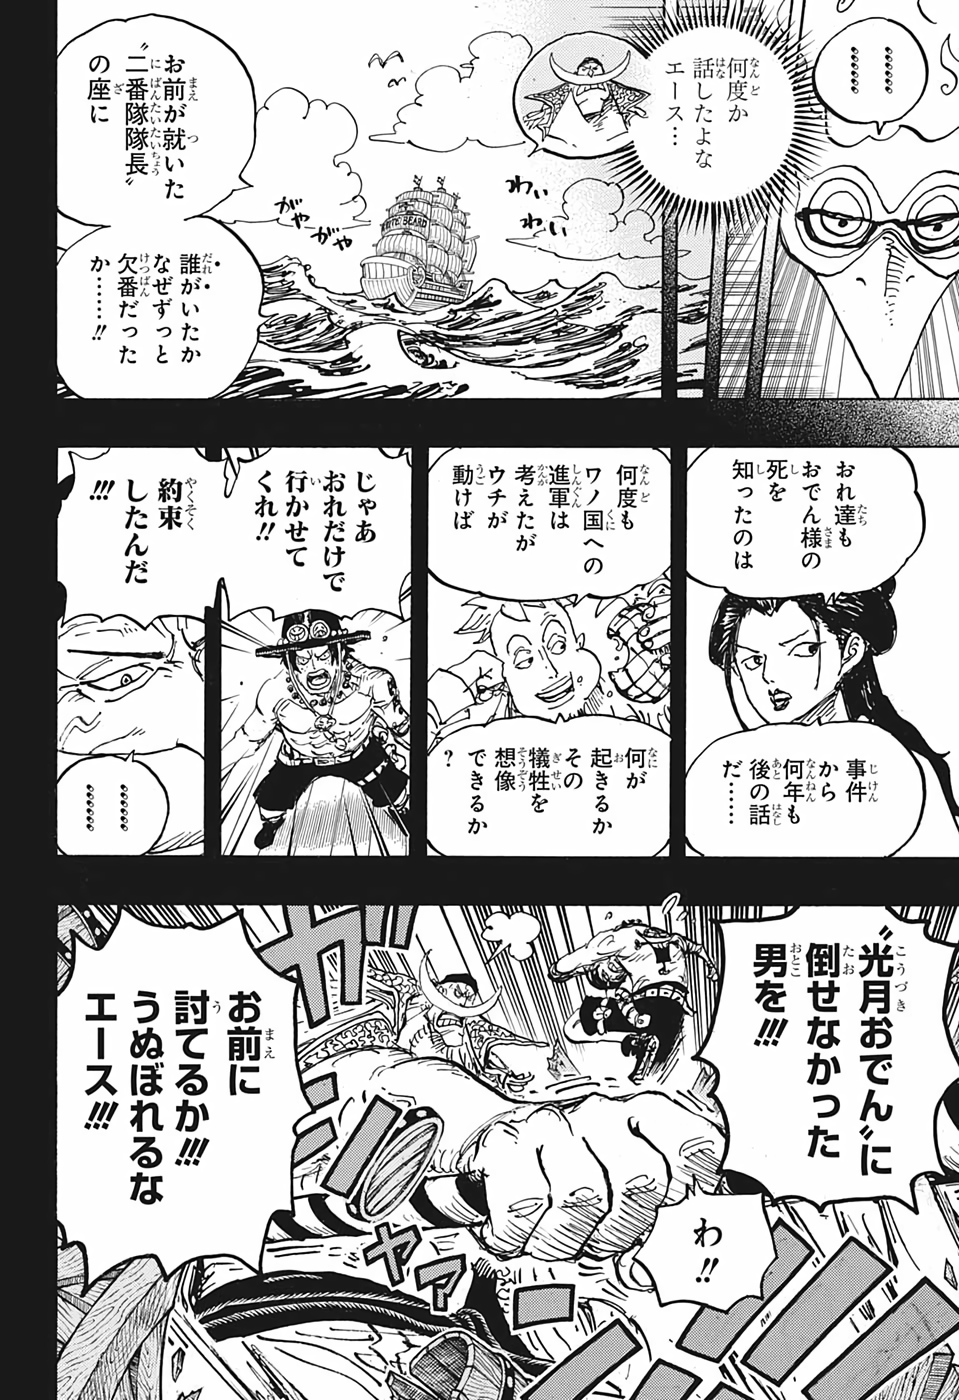 ………
………
何度か
話したよな
エース…
わい
わい
WHITE BEARD
がや
がや
お前が就いた
〝二番隊隊長〟
の座に
誰がいたか
なぜずっと
欠番だった
か………!!
おれ達も
おでん様の
死を
知ったのは
事件
から
何年も
後の話
だ………
何度も
ワノ国への
進軍は
考えたが
ウチが
動けば
何が
起きるか
その
犠牲を
想像
できるか
?
じゃあ
おれだけで
行かせて
くれ!!
約束
したんだ
!!!
………
………
〝光月おでん〟に
倒せなかった
男を!!!
わ!!
ガシ
ャア
お前に
討てるか!!!
うぬぼれるな
エース!!!